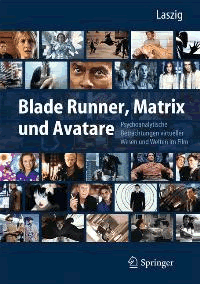 Laszig
Blade Runner, Matrix
und Avatare
Psychoanalytische
Betrachtungen virtueller
Wesen und Welten im Film
Springer